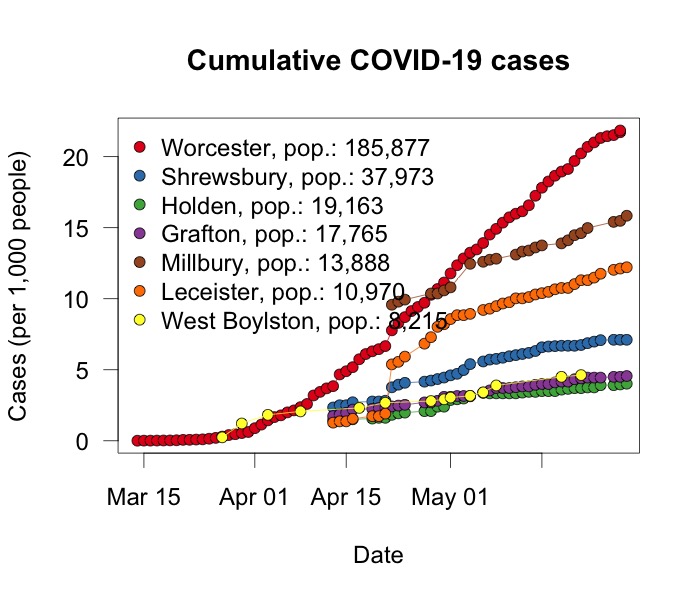 Cumulative COVID-19 cases
Cases (per 1,000 people)
20
15
10
5
0
Worcester, pop.: 185,877
Shrewsbury, pop.: 37,973
Holden, pop.: 19,163
Grafton, pop.: 17,765
Millbury, pop.: 13,888
Leceister, pop.: 10,970
West Boylston, pop.: 8,215
Mar 15 Apr 01 Apr 15 May 01
Date